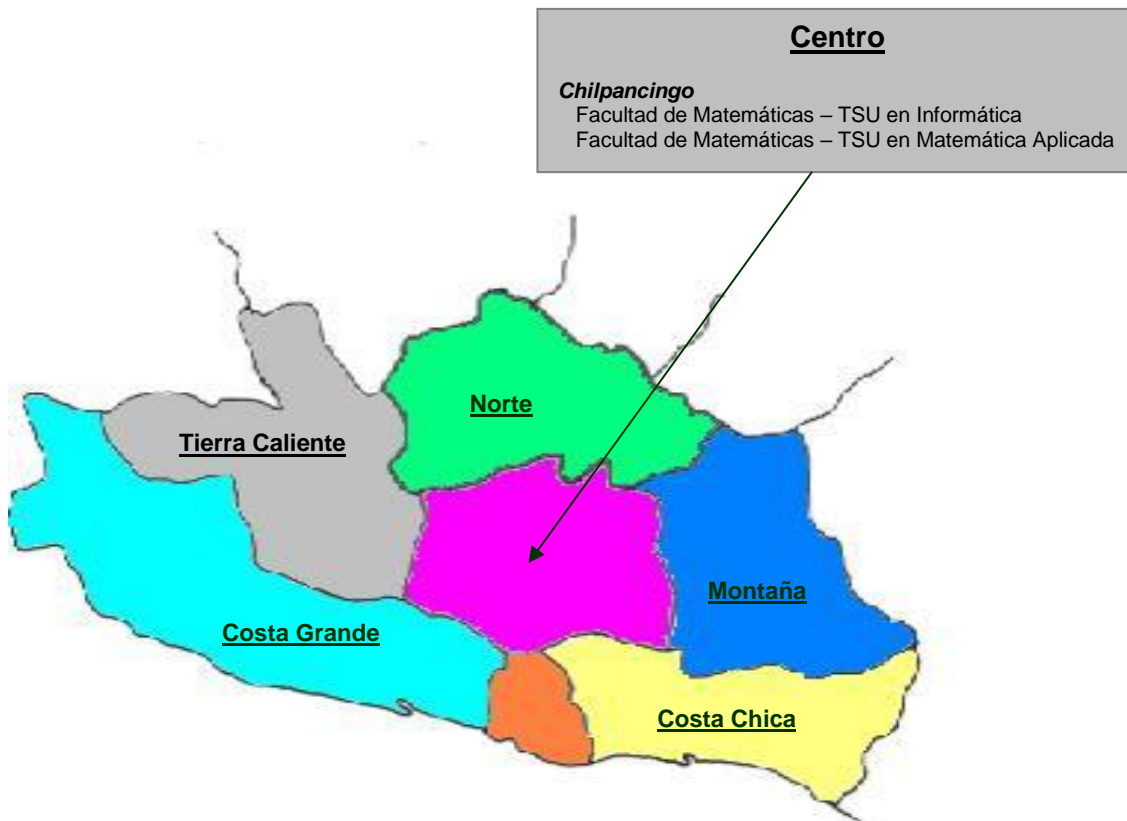 Centro
Chilpancingo
Facultad de Matemáticas – TSU en Informática
Facultad de Matemáticas – TSU en Matemática Aplicada
Norte
Tierra Caliente
Montaña
Costa Grande
Costa Chica